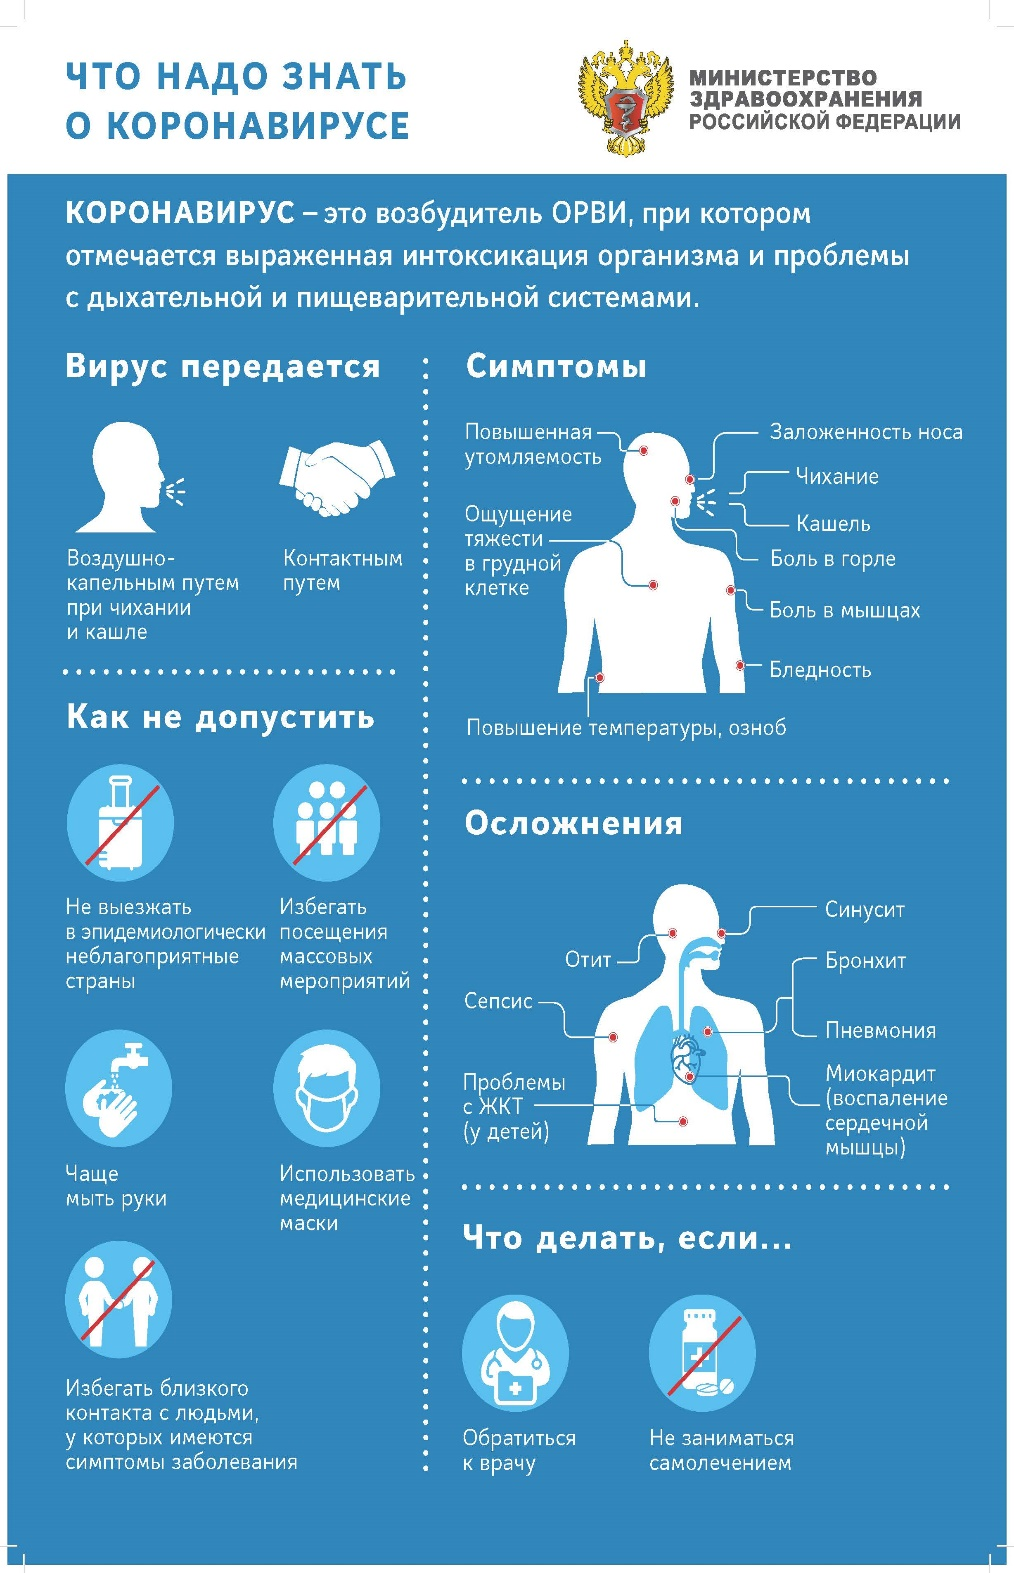 ЧТО НАДО ЗНАТЬ
О КОРОНАВИРУСЕ
МИНИСТЕРСТВО
ЗДРАВООХРАНЕНИЯ
РОССИЙСКОЙ ФЕДЕРАЦИИ
КОРОНАВИРУС – это возбудитель ОРВИ, при котором
отмечается выраженная интоксикация организма и проблемы
с дыхательной и пищеварительной системами.
Вирус передается
Воздушно-
капельным путем
при чихании
и кашле
Контактным
путем
Как не допустить
Не выезжать
в эпидемиологически
неблагоприятные
страны
Избегать
посещения
массовых
мероприятий
Чаще
мыть руки
Использовать
медицинские
маски
Избегать близкого
контакта с людьми,
у которых имеются
симптомы заболевания
Симптомы
Повышенная
утомляемость
Ощущение
тяжести
в грудной
клетке
Заложенность носа
Чихание
Кашель
Боль в горле
Боль в мышцах
Бледность
Повышение температуры, озноб
Осложнения
Отит
Сепсис
Проблемы
с ЖКТ
(у детей)
Синусит
Бронхит
Пневмония
Миокардит
(воспаление
сердечной
мышцы)
Что делать, если...
Обратиться
к врачу
Не заниматься
самолечением